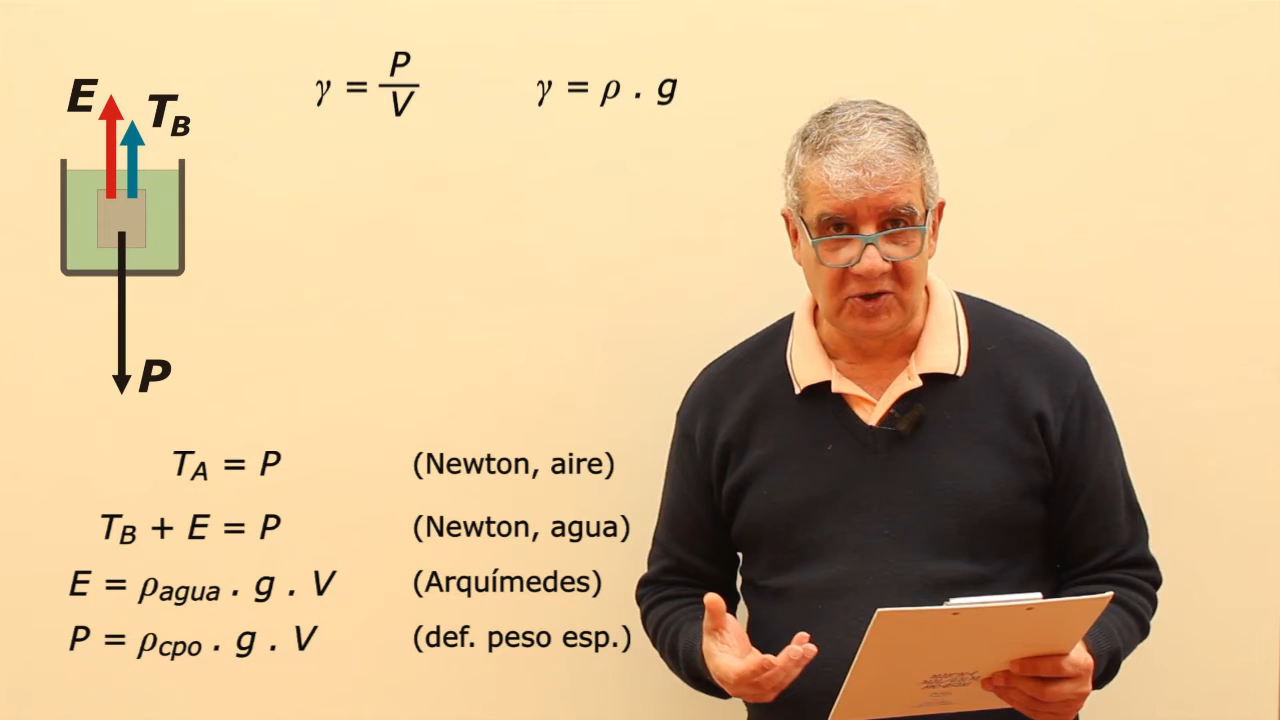 E
T_B
γ = P/V
γ = ρ . g
P
T_A = P (Newton, aire)
T_B + E = P (Newton, agua)
E = ρ_agua . g . V (Arquímedes)
P = ρ_cpo . g . V (def. peso esp.)